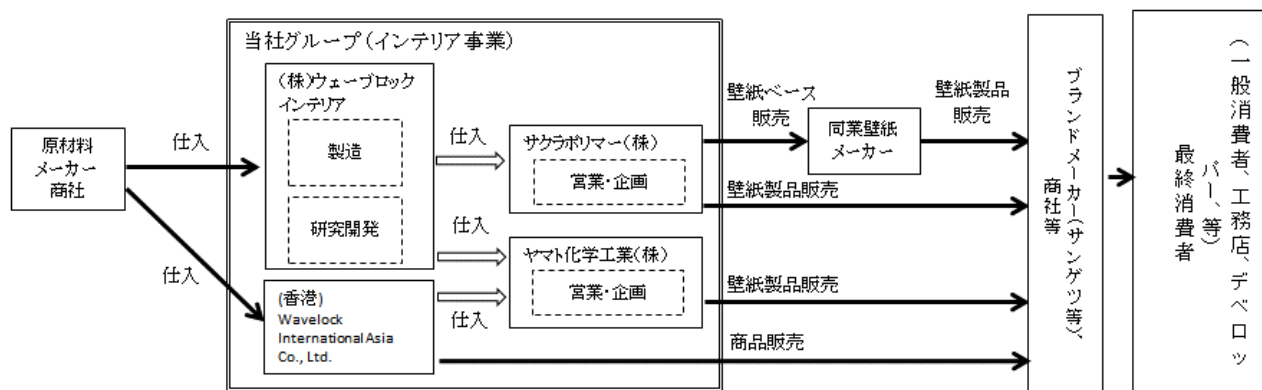 当社グループ(インテリア事業)
原材料
メーカー
商社
仕入
仕入
(株)ウェーブロック
インテリア
製造
研究開発
(香港)
Wavelock
International Asia
Co., Ltd.
仕入
仕入
仕入
サクラポリマー(株)
営業・企画
ヤマト化学工業(株)
営業・企画
壁紙ベース
販売
同業壁紙
メーカー
壁紙製品
販売
壁紙製品販売
壁紙製品販売
商品販売
ブランドメーカー(サンゲツ等)、
商社等
(一般消費者、工務店、デベロッ
パー、等)
最終消費者